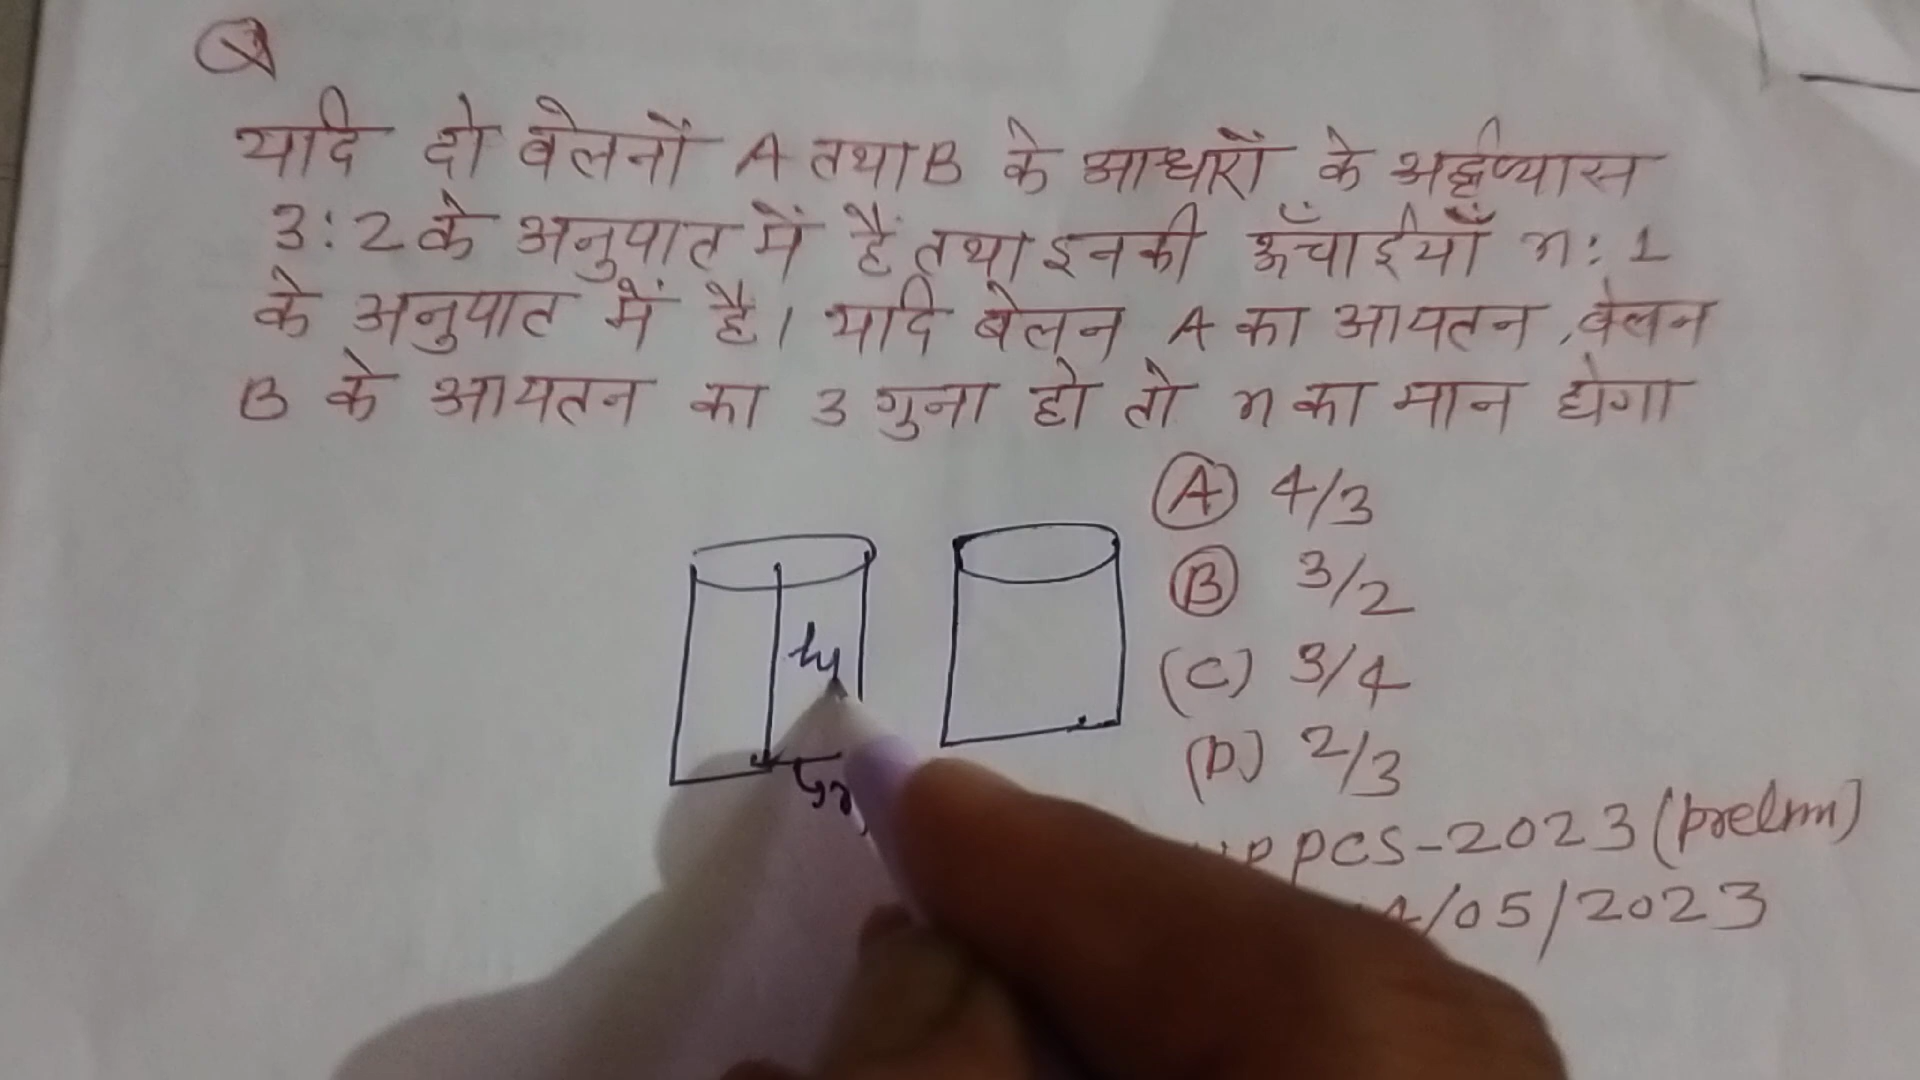 Q
यदि दो बेलनों A तथा B के आधारों के अर्द्धव्यास
3:2 के अनुपात में हैं तथा इनकी ऊँचाईयाँ n:1
के अनुपात में है। यदि बेलन A का आयतन, बेलन
B के आयतन का 3 गुना हो तो n का मान होगा
(A) 4/3
(B) 3/2
(C) 3/4
(D) 2/3
h1
r1
PCS-2023 (prelim)
/05/2023